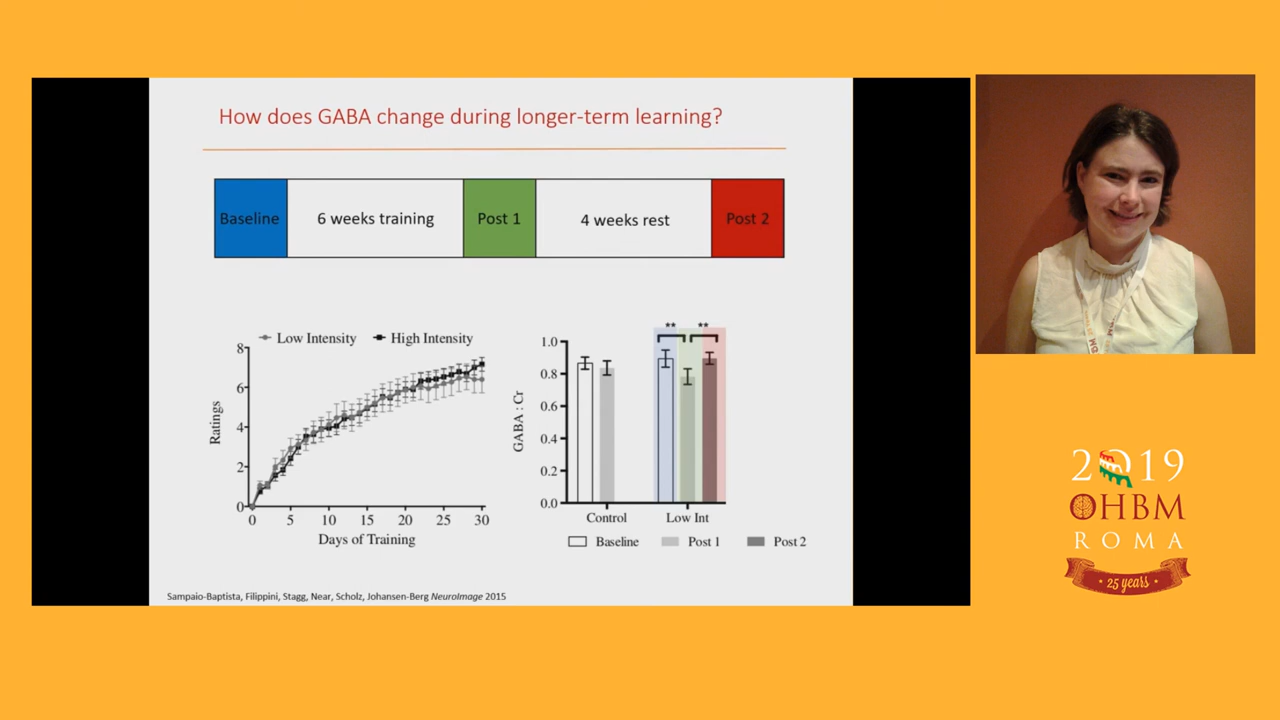 How does GABA change during longer-term learning?
Baseline
6 weeks training
Post 1
4 weeks rest
Post 2
Low Intensity
High Intensity
8
6
4
2
0
Ratings
0 5 10 15 20 25 30
Days of Training
** **
1.0
0.8
0.6
0.4
0.2
0.0
GABA : Cr
Control
Low Int
Baseline
Post 1
Post 2
Sampaio-Baptista, Filippini, Stagg, Near, Scholz, Johansen-Berg NeuroImage 2015
2019
OHBM
ROMA
25 years